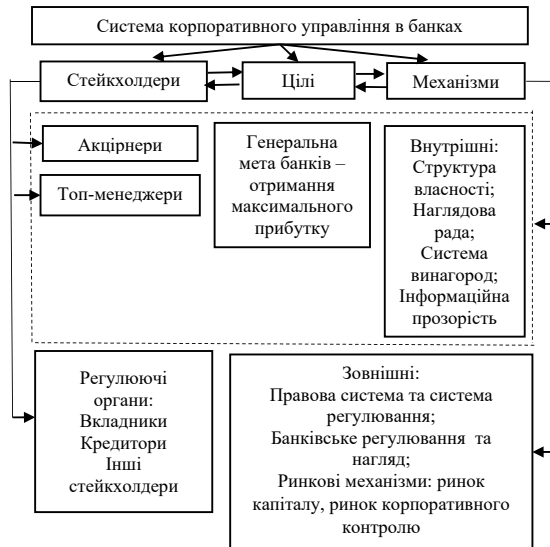 Система корпоративного управління в банках
Стейкхолдери
Цілі
Механізми
Акцірнери
Топ-менеджери
Генеральна
мета банків –
отримання
максимального
прибутку
Внутрішні:
Структура
власності;
Наглядова
рада;
Система
винагород;
Інформаційна
прозорість
Регулюючі
органи:
Вкладники
Кредитори
Інші
стейкхолдери
Зовнішні:
Правова система та система
регулювання;
Банківське регулювання та
нагляд;
Ринкові механізми: ринок
капіталу, ринок корпоративного
контролю